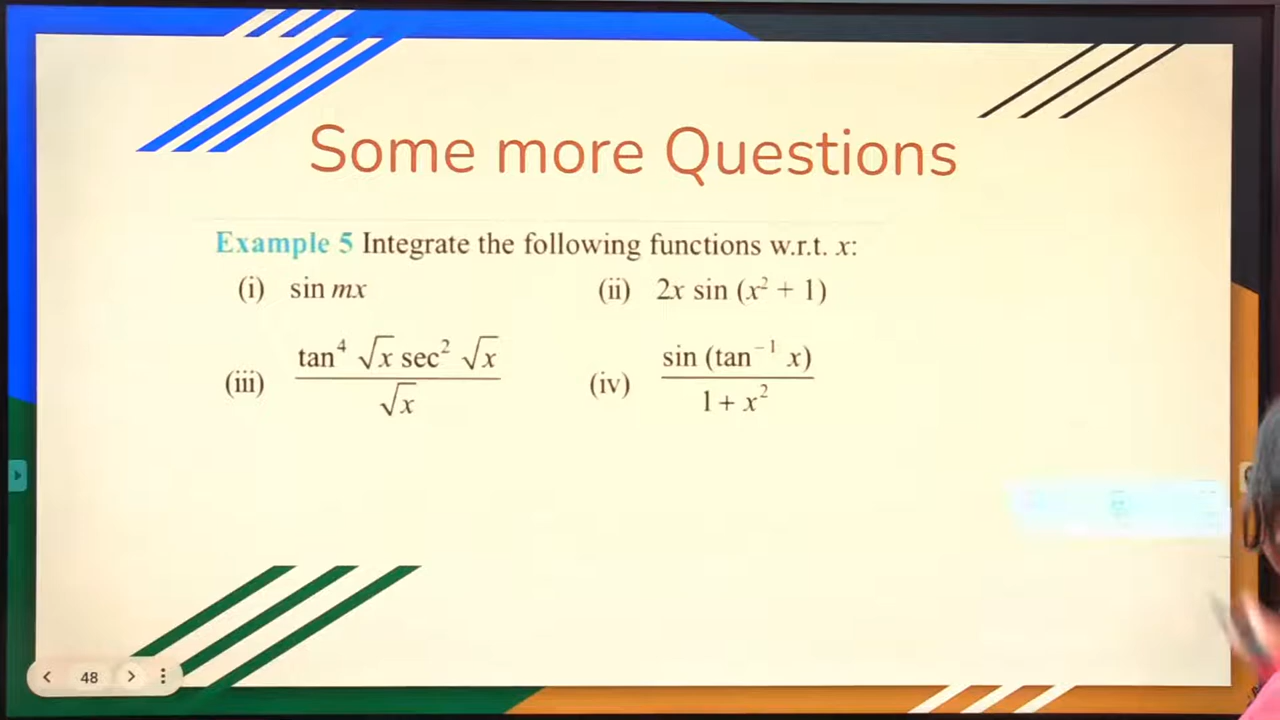 Some more Questions
Example 5 Integrate the following functions w.r.t. x:
(i) sin mx
(ii) 2x sin (x² + 1)
(iii) tan⁴ √x sec² √x / √x
(iv) sin (tan⁻¹ x) / 1 + x²
48